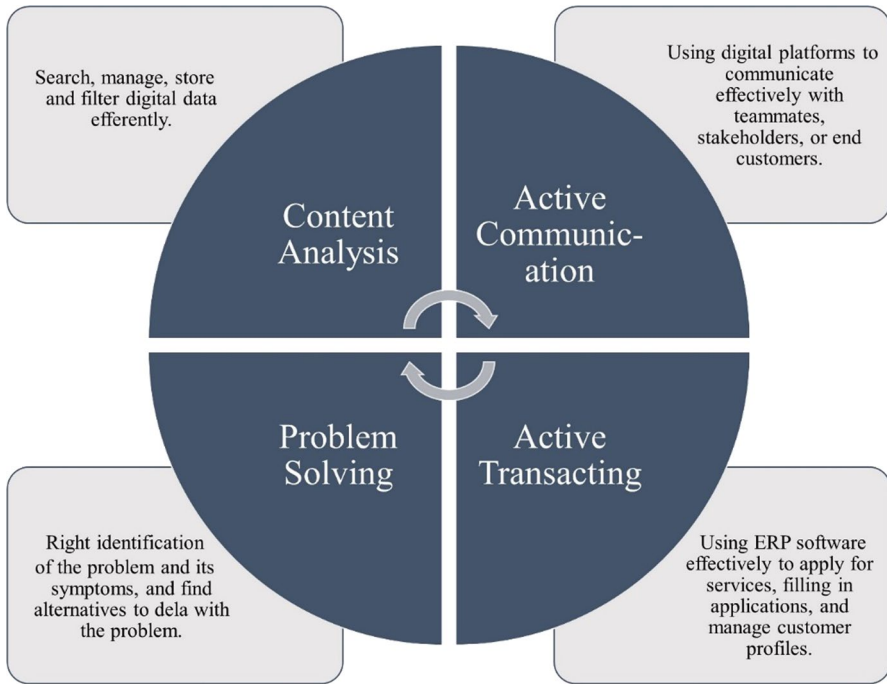 Search, manage, store
and filter digital data
efferently.
Using digital platforms to
communicate
effectively with
teammates,
stakeholders, or end
customers.
Content
Analysis
Active
Communic-
ation
Problem
Solving
Active
Transacting
Right identification
of the problem and its
symptoms, and find
alternatives to dela with
the problem.
Using ERP software
effectively to apply for
services, filling in
applications, and
manage customer
profiles.